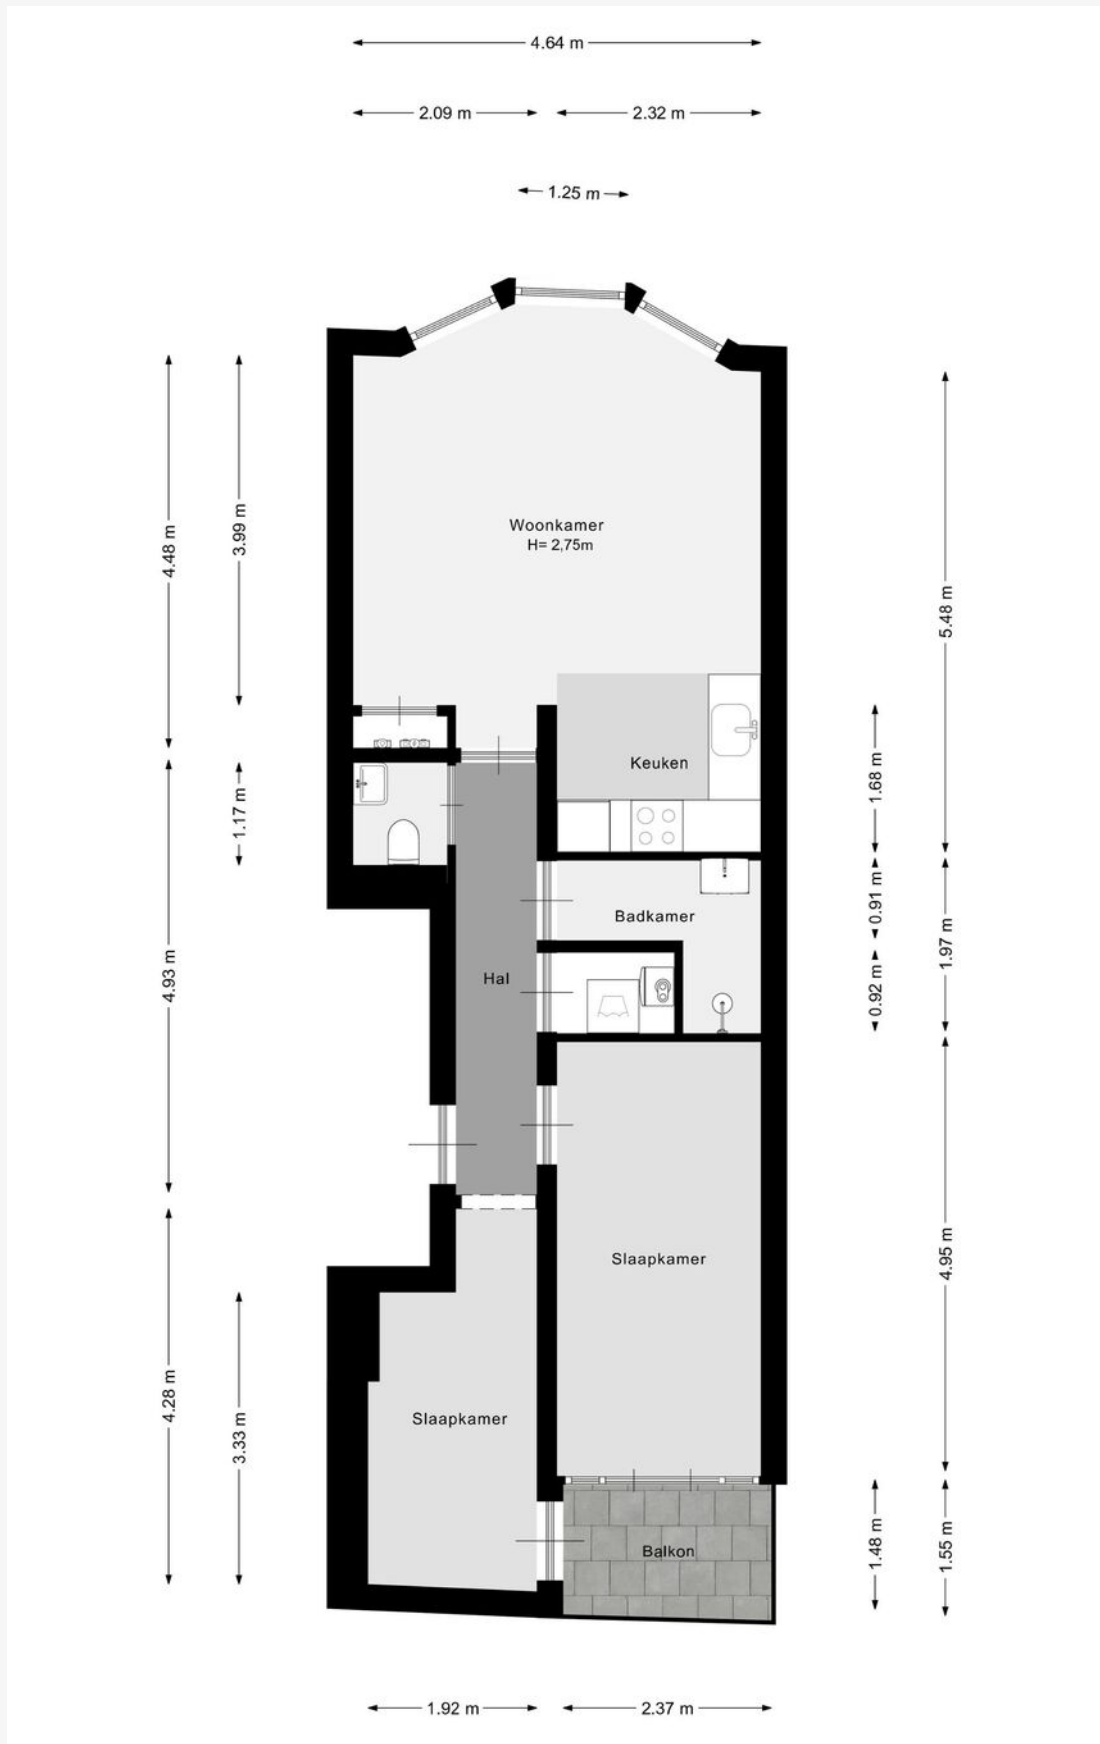 4.64 m
2.09 m
2.32 m
1.25 m
4.48 m
3.99 m
5.48 m
Woonkamer
H= 2,75m
Keuken
1.68 m
1.17 m
0.91 m
Badkamer
1.97 m
4.93 m
Hal
0.92 m
4.95 m
Slaapkamer
4.28 m
3.33 m
Slaapkamer
1.48 m
1.55 m
Balkon
1.92 m
2.37 m